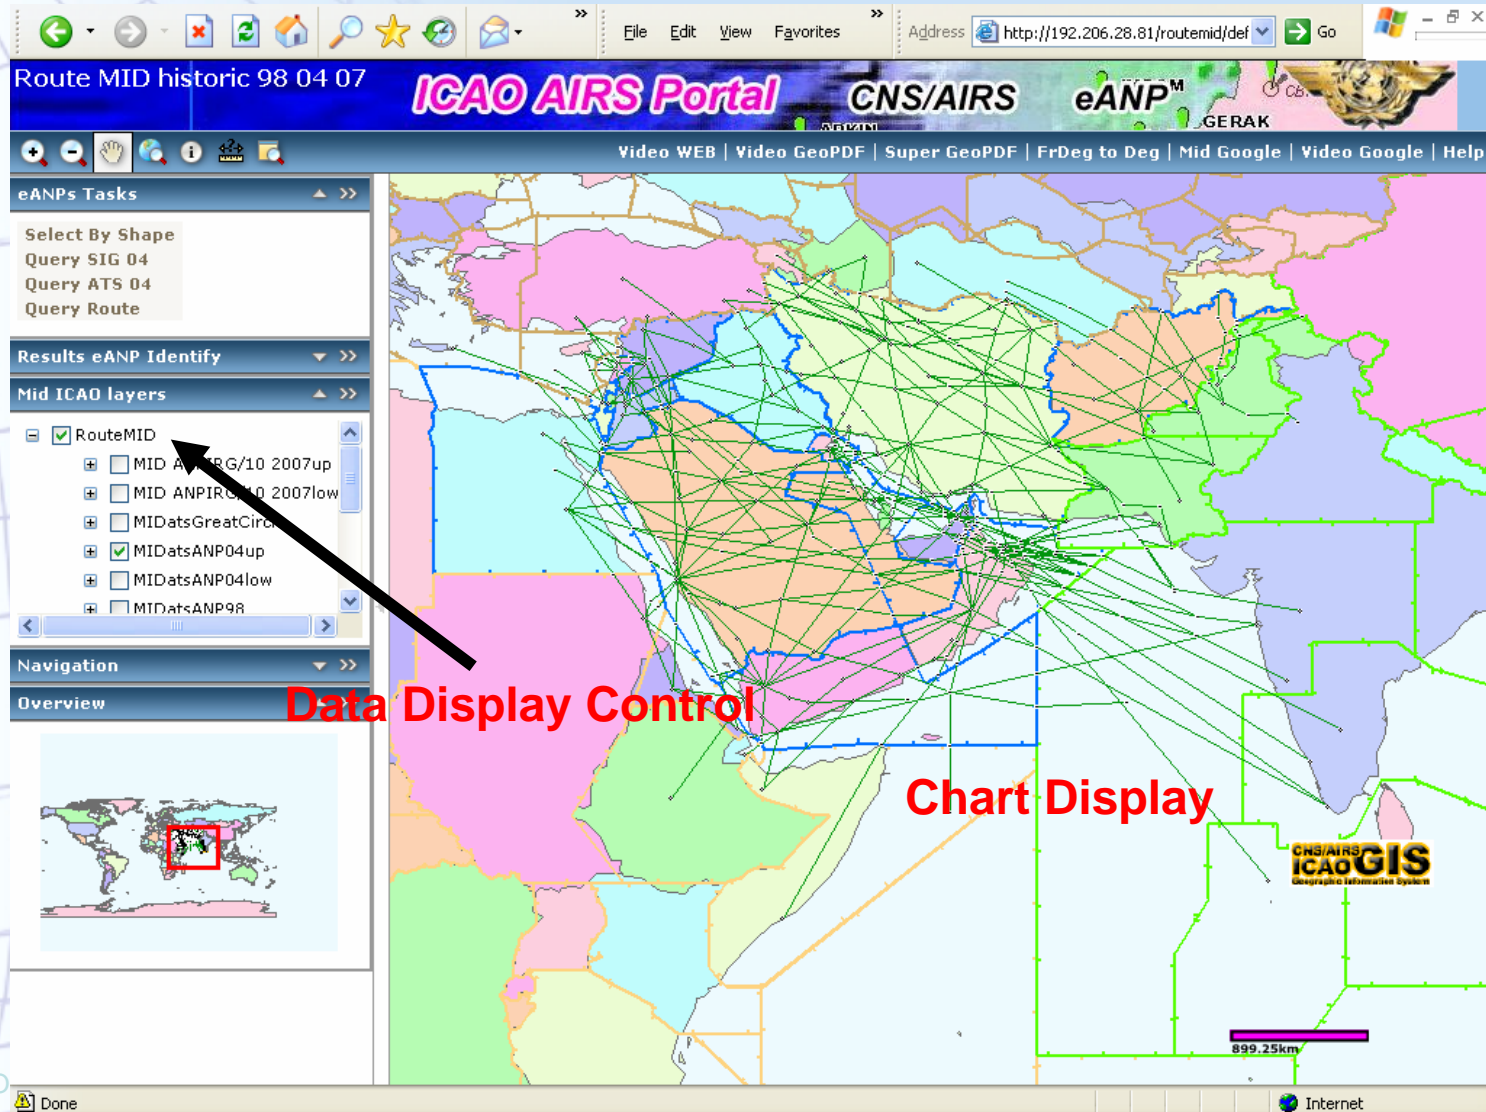 » File Edit View Favorites » Address http://192.206.28.81/routemid/def Go
Route MID historic 98 04 07
ICAO AIRS Portal CNS/AIRS eANP™
GERAK
Video WEB | Video GeoPDF | Super GeoPDF | FrDeg to Deg | Mid Google | Video Google | Help
eANPs Tasks
Select By Shape
Query SIG 04
Query ATS 04
Query Route
Results eANP Identify
Mid ICAO layers
RouteMID
MID ANPIRG/10 2007up
MID ANPIRG/10 2007low
MIDatsGreatCirc
MIDatsANP04up
MIDatsANP04low
MIDatsANP98
Navigation
Overview
Data Display Control
Chart Display
CNS/AIRS
ICAO GIS
Geographic Information System
899.25km
Done
Internet